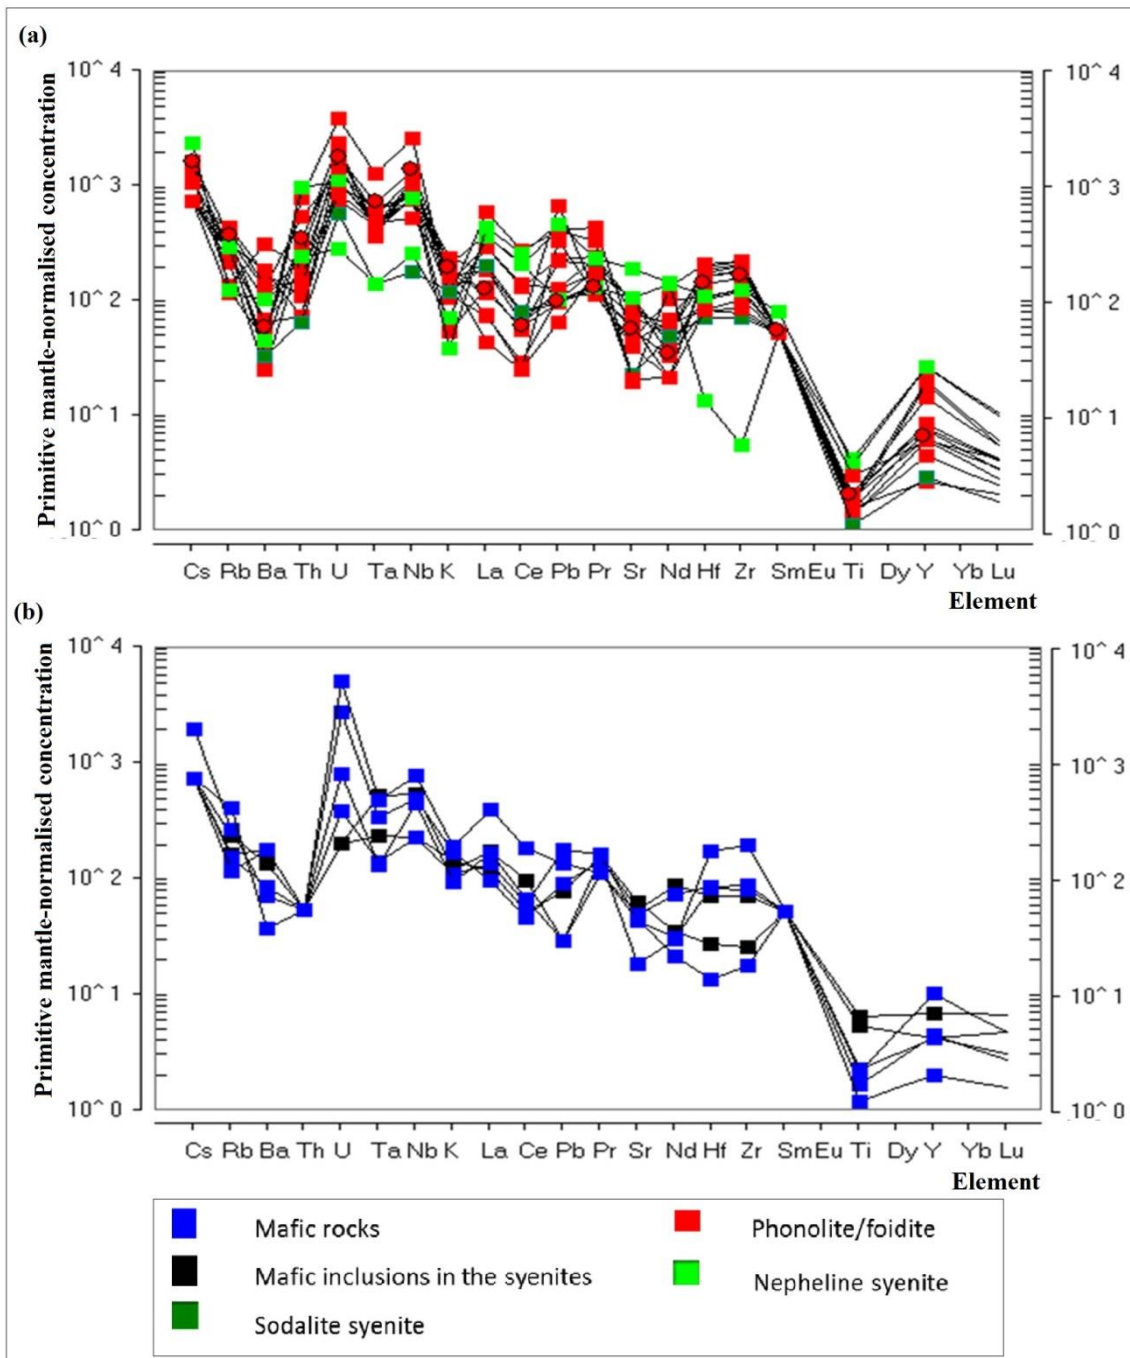 (a)
Primitive mantle-normalised concentration
10^4 10^4
10^3 10^3
10^2 10^2
10^1 10^1
10^0 10^0
Cs Rb Ba Th U Ta Nb K La Ce Pb Pr Sr Nd Hf Zr Sm Eu Ti Dy Y Yb Lu
Element
(b)
Primitive mantle-normalised concentration
10^4 10^4
10^3 10^3
10^2 10^2
10^1 10^1
10^0 10^0
Cs Rb Ba Th U Ta Nb K La Ce Pb Pr Sr Nd Hf Zr Sm Eu Ti Dy Y Yb Lu
Element
Mafic rocks
Phonolite/foidite
Mafic inclusions in the syenites
Nepheline syenite
Sodalite syenite